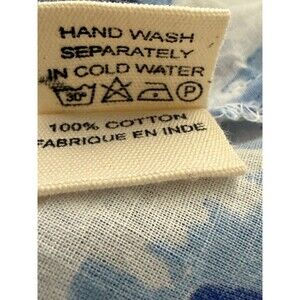 HAND WASH
SEPARATELY
IN COLD WATER
30° P
100% COTTON
FABRIQUE EN INDE